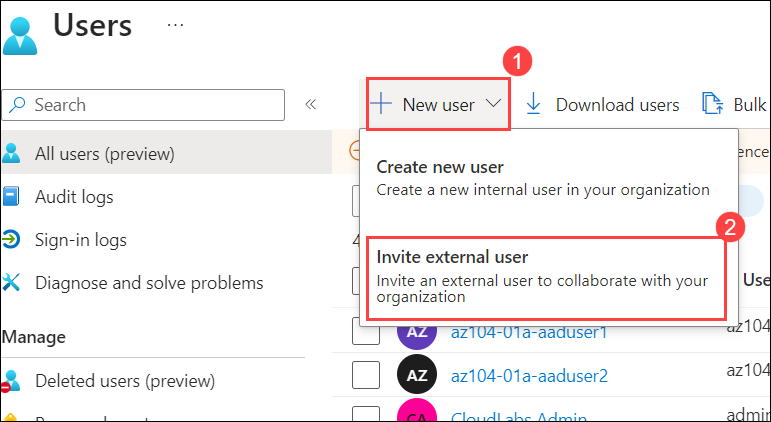 Users
...
1
Search
«
New user
Download users
Bulk
All users (preview)
Create new user
ence
Create a new internal user in your organization
Audit logs
2
Sign-in logs
Invite external user
Invite an external user to collaborate with your
organization
Use
Diagnose and solve problems
AZ
az104-01a-aaduser1
az104
Manage
AZ
az104-01a-aaduser2
az104
Deleted users (preview)
CA
CloudLabs Admin
admin